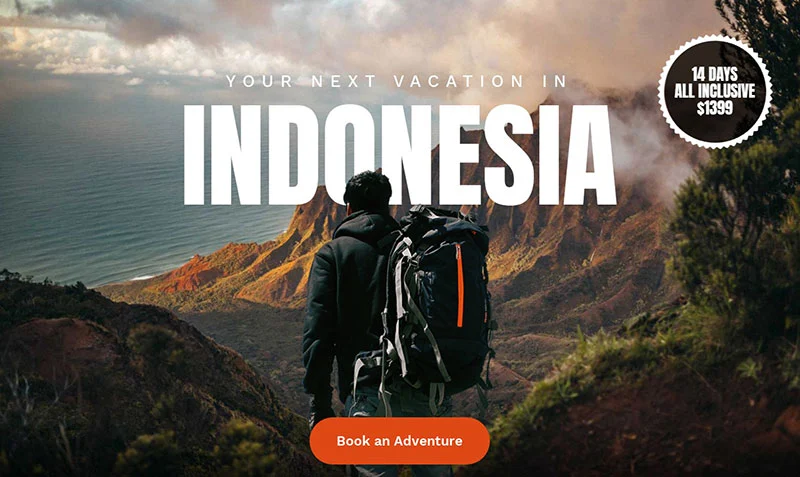 YOUR NEXT VACATION IN
INDONESIA
14 DAYS
ALL INCLUSIVE
$1399
Book an Adventure